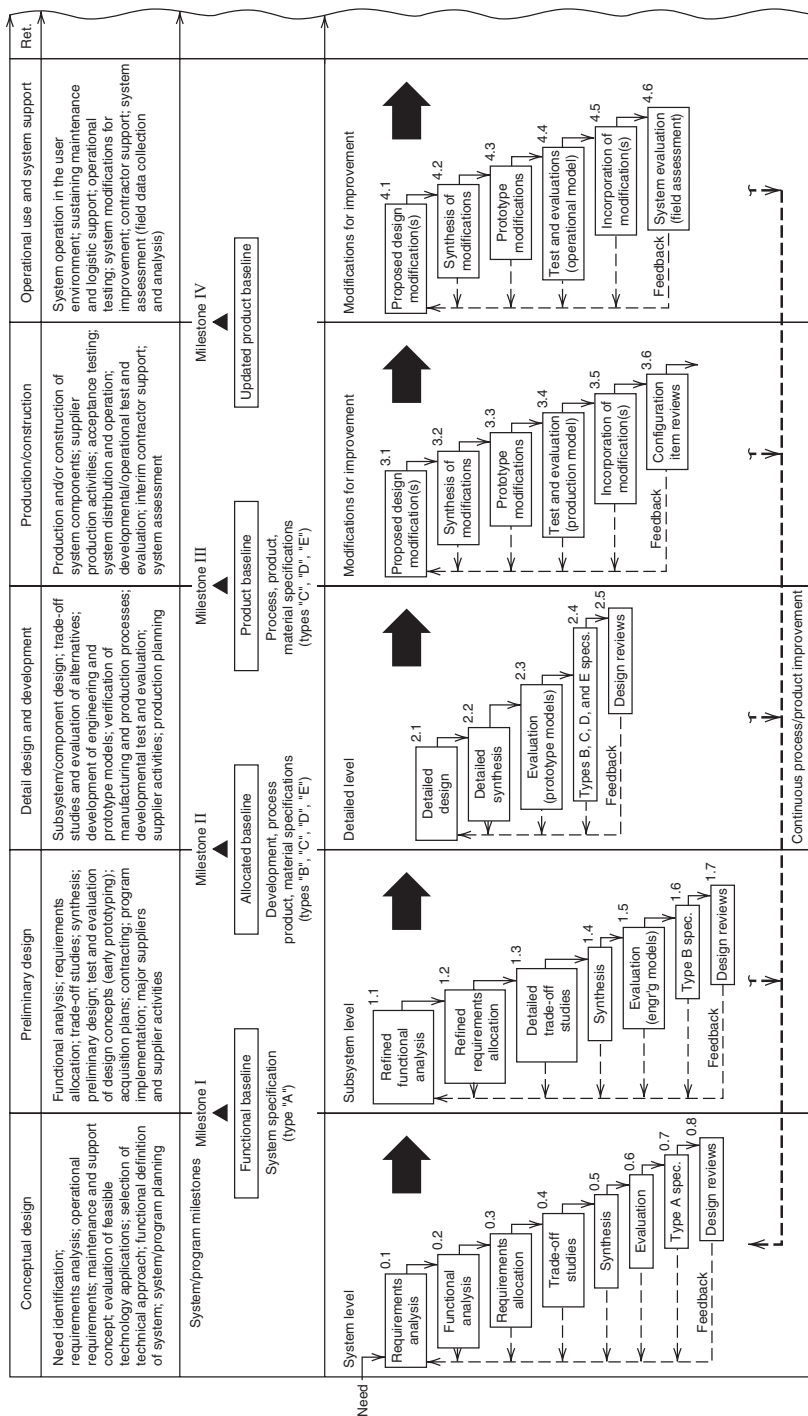 Conceptual design
Preliminary design
Detail design and development
Production/construction
Operational use and system support
Ret.
Need identification;
requirements analysis; operational
requirements; maintenance and support
concept; evaluation of feasible
technology applications; selection of
technical approach; functional definition
of system; system/program planning
Functional analysis; requirements
allocation; trade-off studies; synthesis;
preliminary design; test and evaluation
of design concepts (early prototyping);
acquisition plans; contracting; program
implementation; major suppliers
and supplier activities
Subsystem/component design; trade-off
studies and evaluation of alternatives;
development of engineering and
prototype models; verification of
manufacturing and production processes;
developmental test and evaluation;
supplier activities; production planning
Production and/or construction of
system components; supplier
production activities; acceptance testing;
system distribution and operation;
developmental/operational test and
evaluation; interim contractor support;
system assessment
System operation in the user
environment; sustaining maintenance
and logistic support; operational
testing; system modifications for
improvement; contractor support; system
assessment (field data collection
and analysis)
System/program milestones
Milestone I
Milestone II
Milestone III
Milestone IV
Functional baseline
System specification
(type "A")
Allocated baseline
Development, process
product, material specifications
(types "B", "C", "D", "E")
Product baseline
Process, product,
material specifications
(types "C", "D", "E")
Updated product baseline
System level
Need
0.1
Requirements
analysis
0.2
Functional
analysis
0.3
Requirements
allocation
0.4
Trade-off
studies
0.5
Synthesis
0.6
Evaluation
0.7
Type A spec.
0.8
Design reviews
Feedback
Subsystem level
1.1
Refined
functional
analysis
1.2
Refined
requirements
allocation
1.3
Detailed
trade-off
studies
1.4
Synthesis
1.5
Evaluation
(engr'g models)
1.6
Type B spec.
1.7
Design reviews
Feedback
Detailed level
2.1
Detailed
design
2.2
Detailed
synthesis
2.3
Evaluation
(prototype models)
2.4
Types B, C, D, and E specs.
2.5
Design reviews
Feedback
Modifications for improvement
3.1
Proposed design
modification(s)
3.2
Synthesis of
modifications
3.3
Prototype
modifications
3.4
Test and evaluation
(production model)
3.5
Incorporation of
modification(s)
3.6
Configuration
item reviews
Feedback
Modifications for improvement
4.1
Proposed design
modification(s)
4.2
Synthesis of
modifications
4.3
Prototype
modifications
4.4
Test and evaluations
(operational model)
4.5
Incorporation of
modification(s)
4.6
System evaluation
(field assessment)
Feedback
Continuous process/product improvement